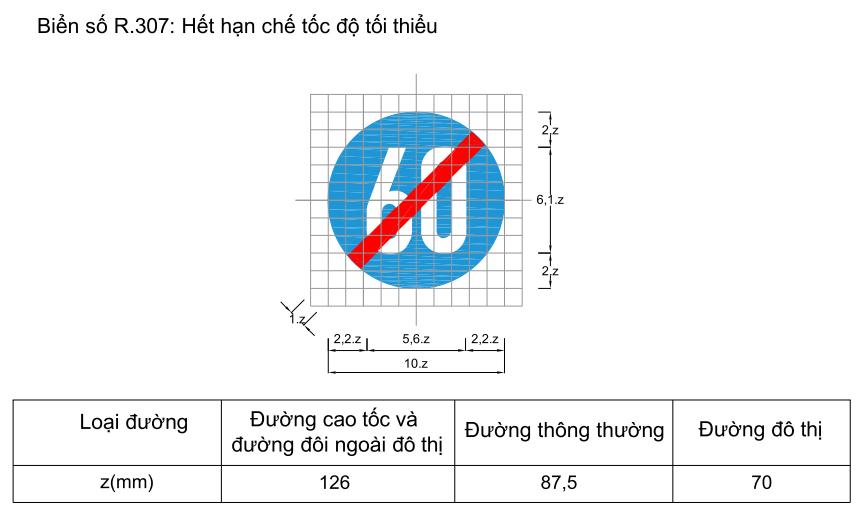 Biển số R.307: Hết hạn chế tốc độ tối thiểu
60
2,z
6,1.z
2,z
1.z
2,2.z 5,6.z 2,2.z
10.z
Loại đường
Đường cao tốc và
đường đôi ngoài đô thị
Đường thông thường
Đường đô thị
z(mm) 126 87,5 70